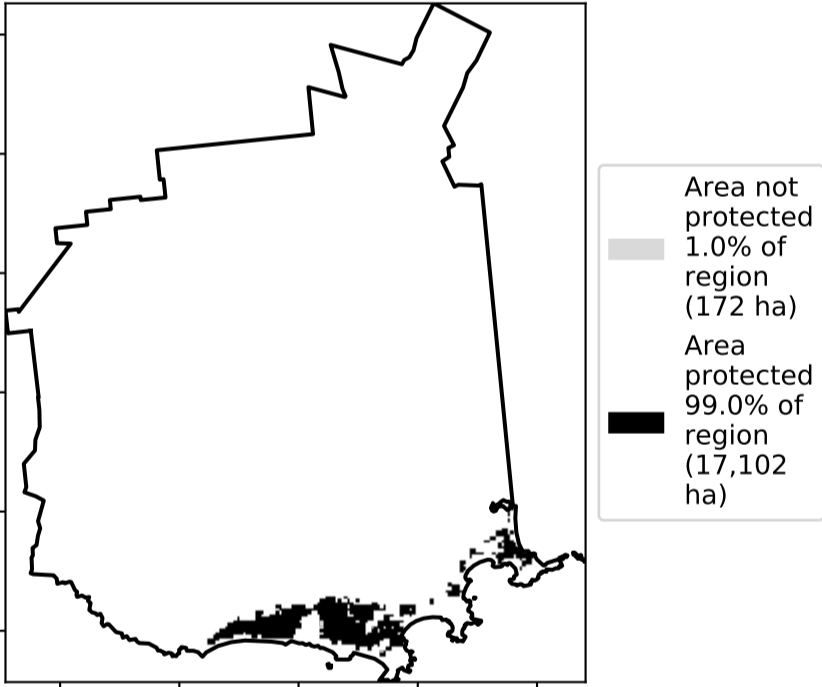 Area not
protected
1.0% of
region
(172 ha)
Area
protected
99.0% of
region
(17,102
ha)